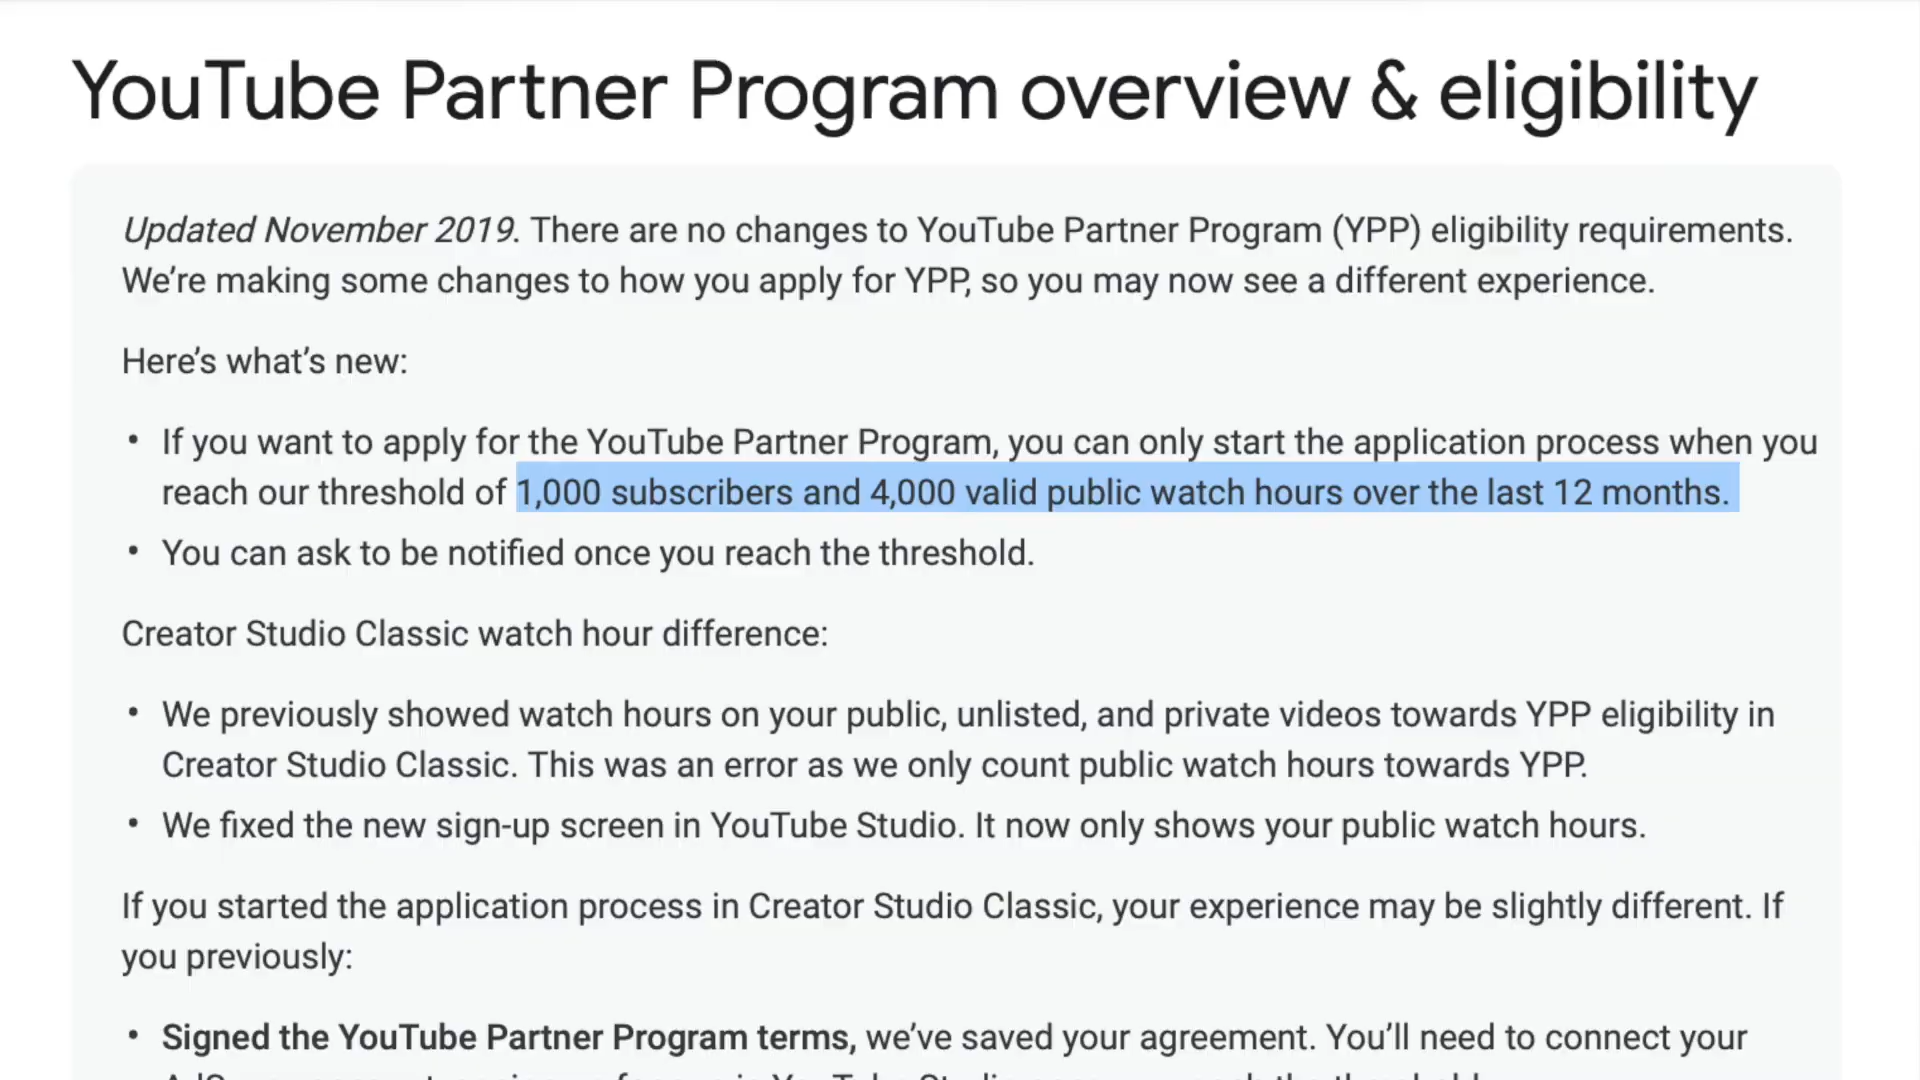 YouTube Partner Program overview & eligibility
Updated November 2019. There are no changes to YouTube Partner Program (YPP) eligibility requirements.
We’re making some changes to how you apply for YPP, so you may now see a different experience.
Here’s what’s new:
• If you want to apply for the YouTube Partner Program, you can only start the application process when you
reach our threshold of 1,000 subscribers and 4,000 valid public watch hours over the last 12 months.
• You can ask to be notified once you reach the threshold.
Creator Studio Classic watch hour difference:
• We previously showed watch hours on your public, unlisted, and private videos towards YPP eligibility in
Creator Studio Classic. This was an error as we only count public watch hours towards YPP.
• We fixed the new sign-up screen in YouTube Studio. It now only shows your public watch hours.
If you started the application process in Creator Studio Classic, your experience may be slightly different. If
you previously:
• Signed the YouTube Partner Program terms, we’ve saved your agreement. You’ll need to connect your